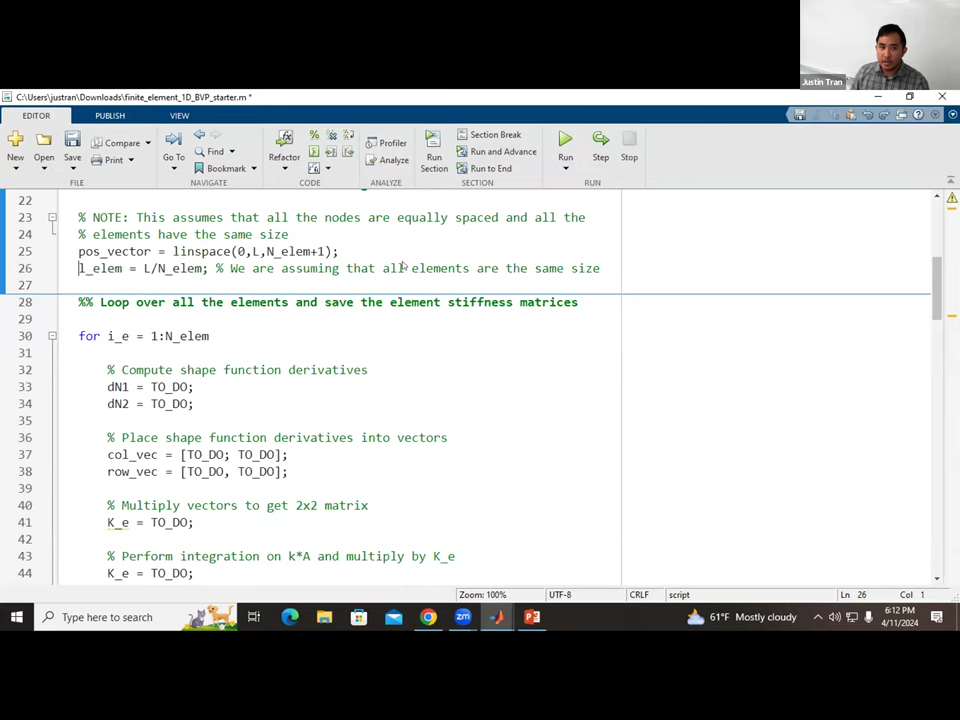 Justin Tran
C:\Users\justran\Downloads\finite_element_1D_BVP_starter.m *
EDITOR
PUBLISH
VIEW
New
Open
Save
Compare
Print
Go To
Find
Bookmark
Refactor
Profiler
Analyze
Run
Section
Section Break
Run and Advance
Run to End
Run
Step
Stop
FILE
NAVIGATE
CODE
ANALYZE
SECTION
RUN
22
23 % NOTE: This assumes that all the nodes are equally spaced and all the
24 % elements have the same size
25 pos_vector = linspace(0,L,N_elem+1);
26 l_elem = L/N_elem; % We are assuming that all elements are the same size
27
28 %% Loop over all the elements and save the element stiffness matrices
29
30 for i_e = 1:N_elem
31
32 % Compute shape function derivatives
33 dN1 = TO_DO;
34 dN2 = TO_DO;
35
36 % Place shape function derivatives into vectors
37 col_vec = [TO_DO; TO_DO];
38 row_vec = [TO_DO, TO_DO];
39
40 % Multiply vectors to get 2x2 matrix
41 K_e = TO_DO;
42
43 % Perform integration on k*A and multiply by K_e
44 K_e = TO_DO;
Zoom: 100%
UTF-8
CRLF
script
Ln 26
Col 1
Type here to search
61°F Mostly cloudy
6:12 PM
4/11/2024